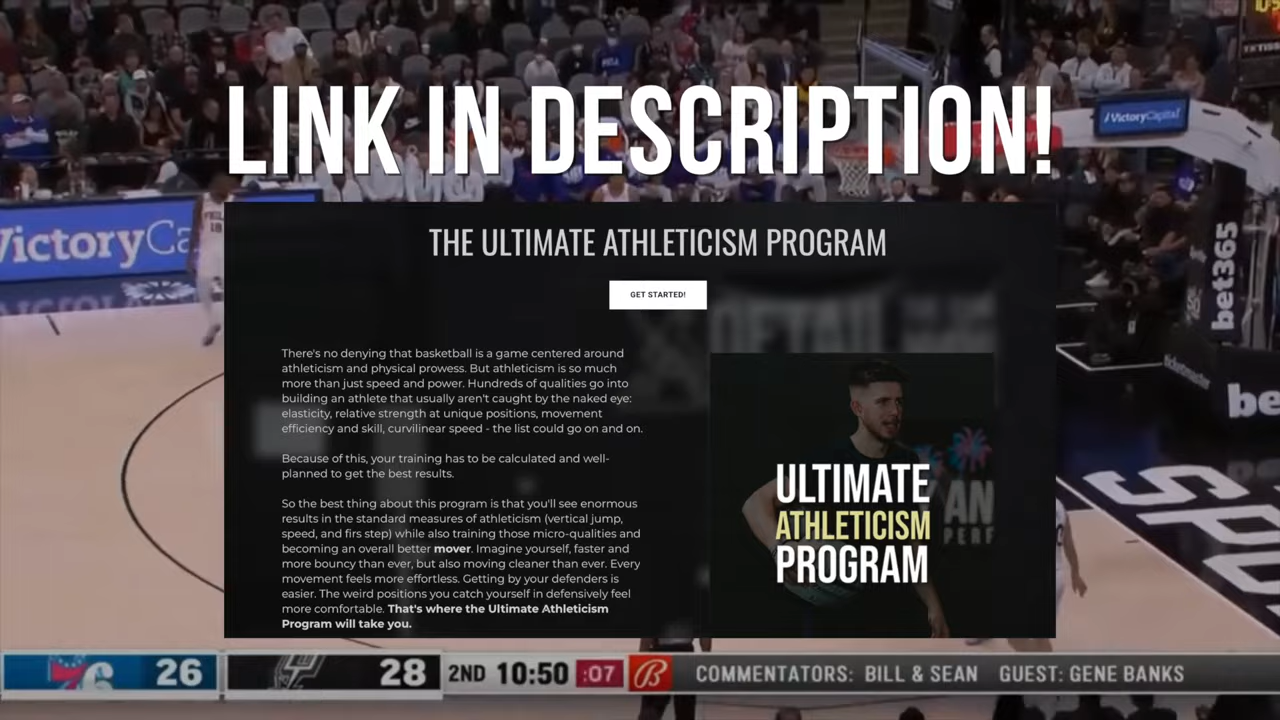 LINK IN DESCRIPTION!
THE ULTIMATE ATHLETICISM PROGRAM
GET STARTED!
There's no denying that basketball is a game centered around
athleticism and physical prowess. But athleticism is so much
more than just speed and power. Hundreds of qualities go into
building an athlete that usually aren't caught by the naked eye:
elasticity, relative strength at unique positions, movement
efficiency and skill, curvilinear speed - the list could go on and on.
Because of this, your training has to be calculated and well-
planned to get the best results.
So the best thing about this program is that you'll see enormous
results in the standard measures of athleticism (vertical jump,
speed, and firs step) while also training those micro-qualities and
becoming an overall better mover. Imagine yourself, faster and
more bouncy than ever, but also moving cleaner than ever. Every
movement feels more effortless. Getting by your defenders is
easier. The weird positions you catch yourself in defensively feel
more comfortable. That's where the Ultimate Athleticism
Program will take you.
ULTIMATE
ATHLETICISM
PROGRAM
AN
PERF
VictoryCa
VictoryCapital
PHILA
18
bet365
be
ticketmaster
SPU
76 26 28 2ND 10:50 :07 B COMMENTATORS: BILL & SEAN GUEST: GENE BANKS